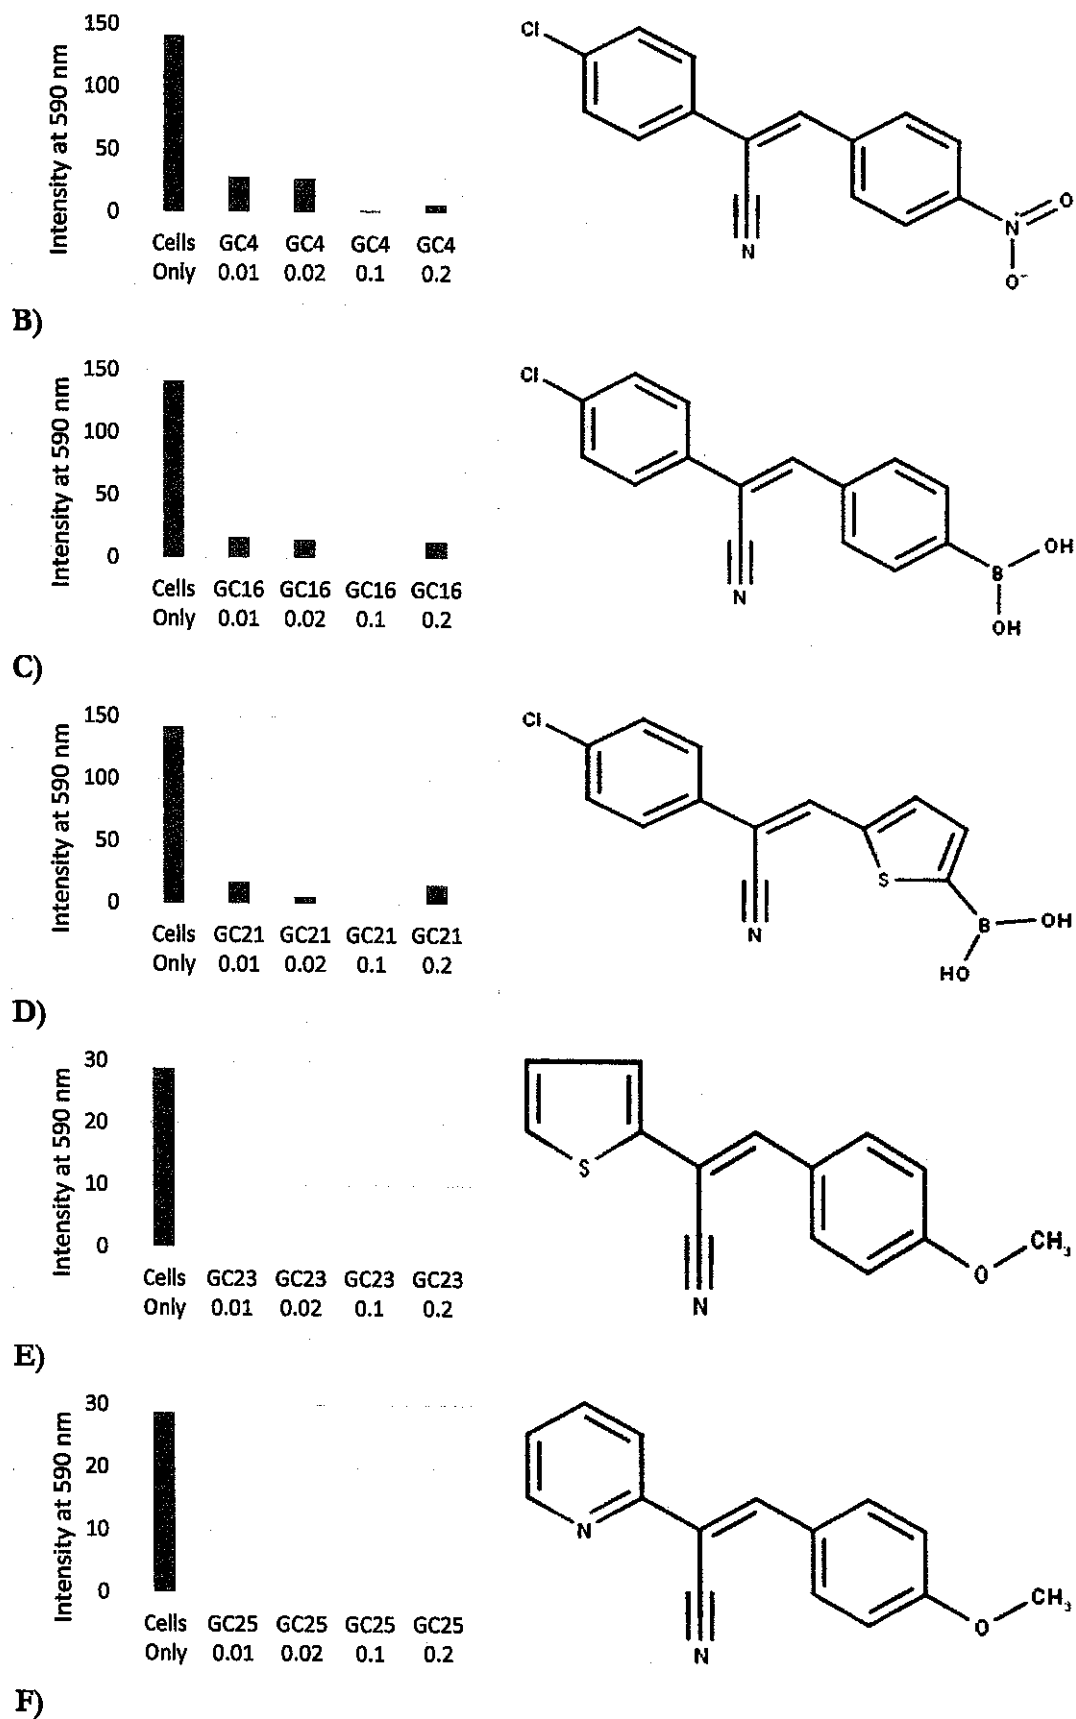 150
100
50
0
Intensity at 590 nm
Cells GC4 GC4 GC4 GC4
Only 0.01 0.02 0.1 0.2
Cl
N
N
O
O⁻
B)
150
100
50
0
Intensity at 590 nm
Cells GC16 GC16 GC16 GC16
Only 0.01 0.02 0.1 0.2
Cl
N
B
OH
OH
C)
150
100
50
0
Intensity at 590 nm
Cells GC21 GC21 GC21 GC21
Only 0.01 0.02 0.1 0.2
Cl
N
S
B
OH
HO
D)
30
20
10
0
Intensity at 590 nm
Cells GC23 GC23 GC23 GC23
Only 0.01 0.02 0.1 0.2
S
N
O
CH₃
E)
30
20
10
0
Intensity at 590 nm
Cells GC25 GC25 GC25 GC25
Only 0.01 0.02 0.1 0.2
N
N
O
CH₃
F)